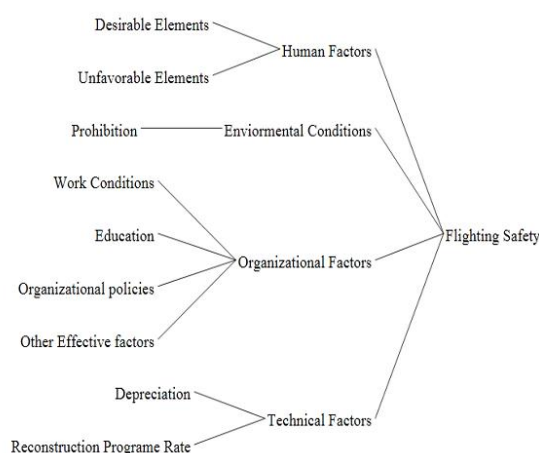 Desirable Elements
Human Factors
Unfavorable Elements
Prohibition
Enviormental Conditions
Work Conditions
Education
Flighting Safety
Organizational Factors
Organizational policies
Other Effective factors
Depreciation
Technical Factors
Reconstruction Programe Rate